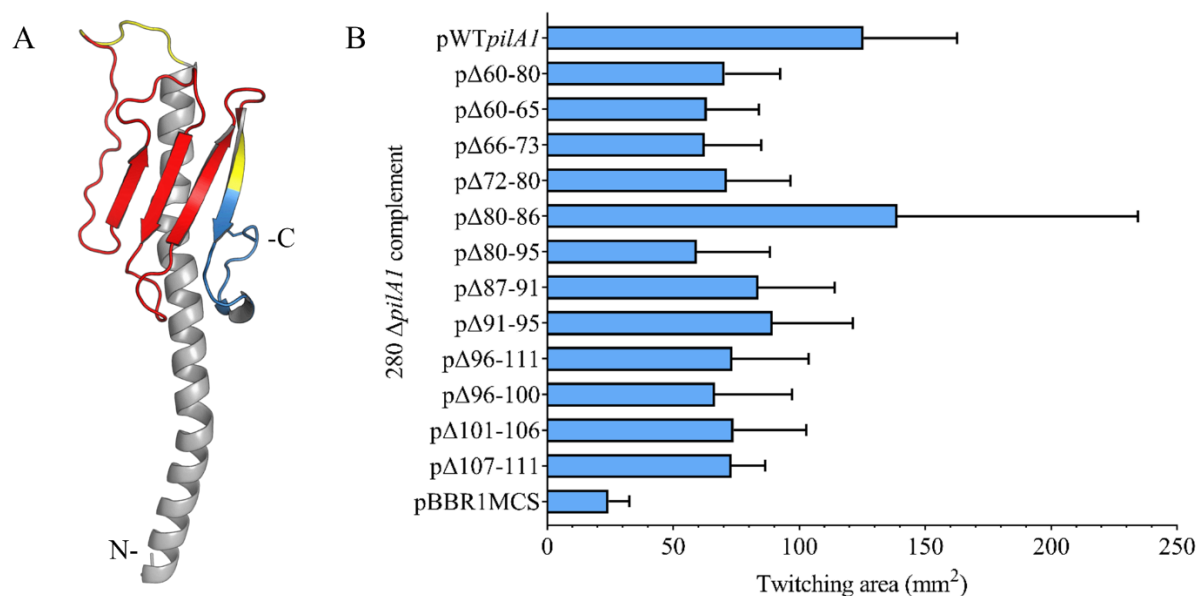 A
-C
N-
B
280 ΔpilA1 complement
pWTpilA1
pΔ60-80
pΔ60-65
pΔ66-73
pΔ72-80
pΔ80-86
pΔ80-95
pΔ87-91
pΔ91-95
pΔ96-111
pΔ96-100
pΔ101-106
pΔ107-111
pBBR1MCS
0 50 100 150 200 250
Twitching area (mm²)